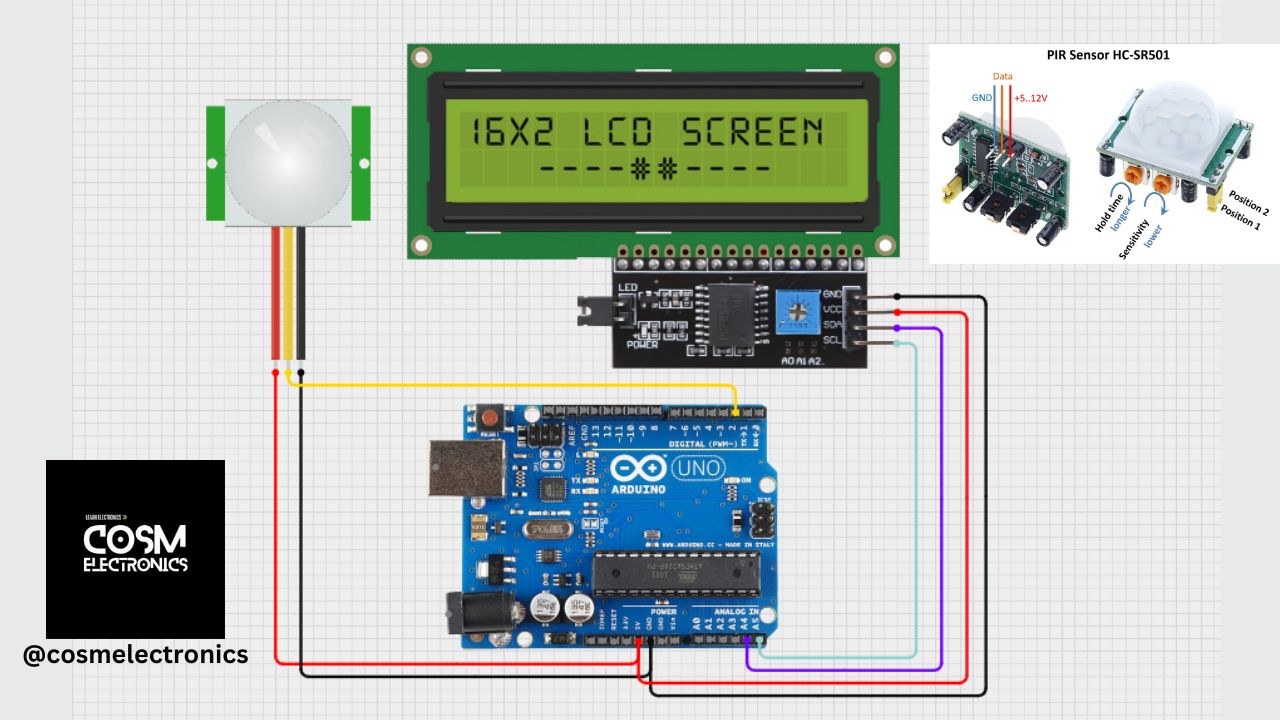 PIR Sensor HC-SR501
Data
GND
+5..12V
Hold time
longer
Sensitivity
lower
Position 2
Position 1
16X2 LCD SCREEN
----##----
LED
POWER
GND
VCC
SDA
SCL
A0 A1 A2.
AREF
GND
13
12
~11
~10
~9
8
7
~6
~5
4
~3
2
TX→1
RX←0
DIGITAL (PWM~)
L
TX
RX
UNO
ARDUINO
ON
ICSP
WWW.ARDUINO.CC - MADE IN ITALY
ATMEGA328P-PU
POWER
ANALOG IN
IOREF
RESET
3.3V
5V
GND
GND
Vin
A0
A1
A2
A3
A4
A5
LEARN ELECTRONICS
COSM
ELECTRONICS
@cosmelectronics